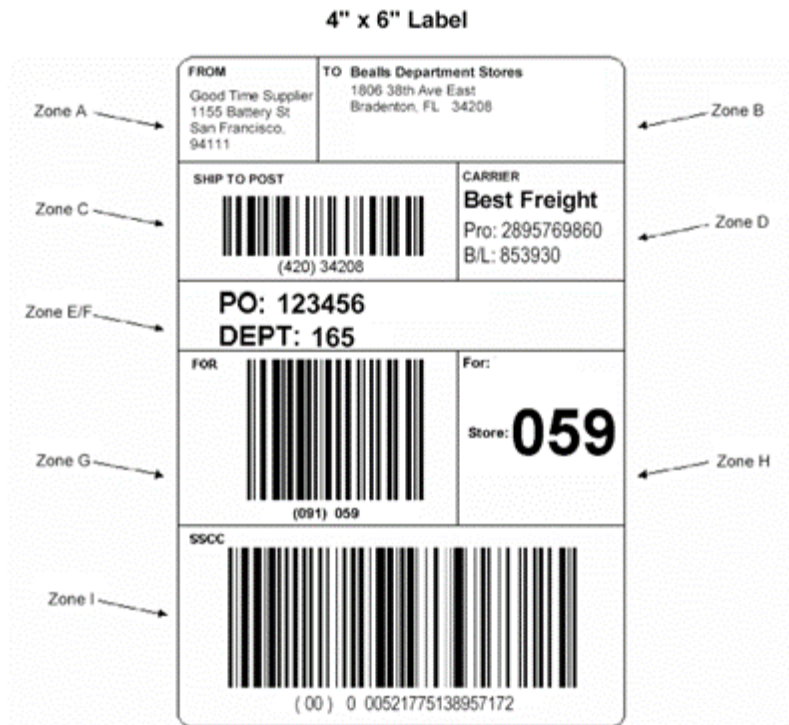 4" x 6" Label
FROM
Good Time Supplier
1155 Battery St
San Francisco,
94111
TO Bealls Department Stores
1806 38th Ave East
Bradenton, FL 34208
Zone A
Zone B
SHIP TO POST
(420) 34208
CARRIER
Best Freight
Pro: 2895769860
B/L: 853930
Zone C
Zone D
PO: 123456
DEPT: 165
Zone E/F
FOR
(091) 059
For:
Store: 059
Zone G
Zone H
SSCC
(00) 0 00521775138957172
Zone I